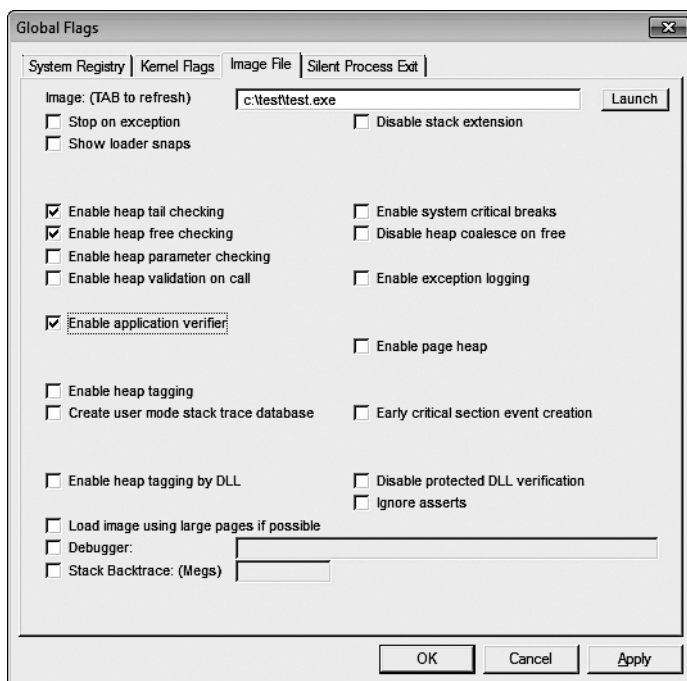 Global Flags
System Registry Kernel Flags Image File Silent Process Exit
Image: (TAB to refresh) c:\test\test.exe Launch
Stop on exception Disable stack extension
Show loader snaps
Enable heap tail checking Enable system critical breaks
Enable heap free checking Disable heap coalesce on free
Enable heap parameter checking
Enable heap validation on call Enable exception logging
Enable application verifier
Enable page heap
Enable heap tagging
Create user mode stack trace database Early critical section event creation
Enable heap tagging by DLL Disable protected DLL verification
Ignore asserts
Load image using large pages if possible
Debugger:
Stack Backtrace: (Megs)
OK Cancel Apply